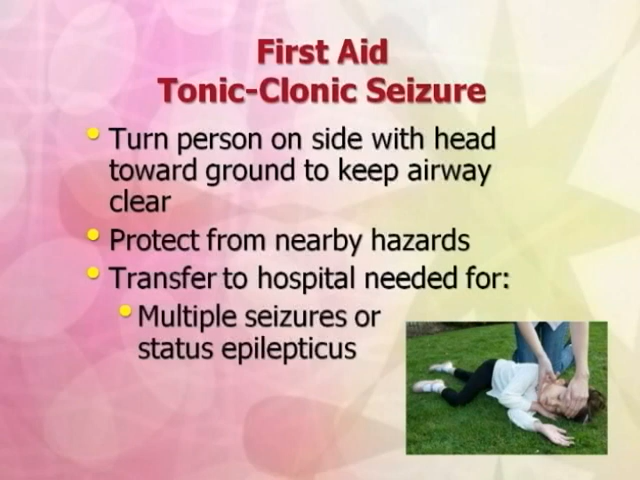 First Aid
Tonic-Clonic Seizure
Turn person on side with head
toward ground to keep airway
clear
Protect from nearby hazards
Transfer to hospital needed for:
Multiple seizures or
status epilepticus